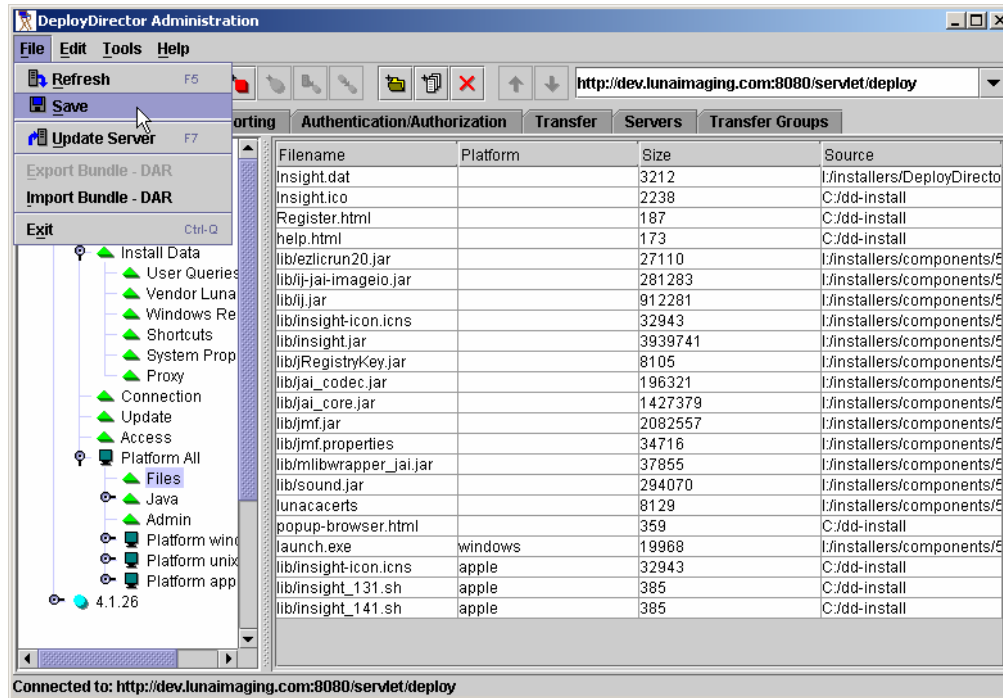 DeployDirector Administration
File Edit Tools Help
Refresh F5
Save
Update Server F7
Export Bundle - DAR
Import Bundle - DAR
Exit Ctrl-Q
http://dev.lunaimaging.com:8080/servlet/deploy
orting Authentication/Authorization Transfer Servers Transfer Groups
Install Data
User Queries
Vendor Luna
Windows Re
Shortcuts
System Prop
Proxy
Connection
Update
Access
Platform All
Files
Java
Admin
Platform wind
Platform unix
Platform app
4.1.26
Filename Platform Size Source
Insight.dat 3212 I:/installers/DeployDirecto
Insight.ico 2238 C:/dd-install
Register.html 187 C:/dd-install
help.html 173 C:/dd-install
lib/ezlicrun20.jar 27110 I:/installers/components/5
lib/ij-jai-imageio.jar 281283 I:/installers/components/5
lib/ij.jar 912281 I:/installers/components/5
lib/insight-icon.icns 32943 I:/installers/components/5
lib/insight.jar 3939741 I:/installers/components/5
lib/jRegistryKey.jar 8105 I:/installers/components/5
lib/jai_codec.jar 196321 I:/installers/components/5
lib/jai_core.jar 1427379 I:/installers/components/5
lib/jmf.jar 2082557 I:/installers/components/5
lib/jmf.properties 34716 I:/installers/components/5
lib/mlibwrapper_jai.jar 37855 I:/installers/components/5
lib/sound.jar 294070 I:/installers/components/5
lunacacerts 8129 I:/installers/components/5
popup-browser.html 359 C:/dd-install
launch.exe windows 19968 I:/installers/components/5
lib/insight-icon.icns apple 32943 C:/dd-install
lib/insight_131.sh apple 385 C:/dd-install
lib/insight_141.sh apple 385 C:/dd-install
Connected to: http://dev.lunaimaging.com:8080/servlet/deploy